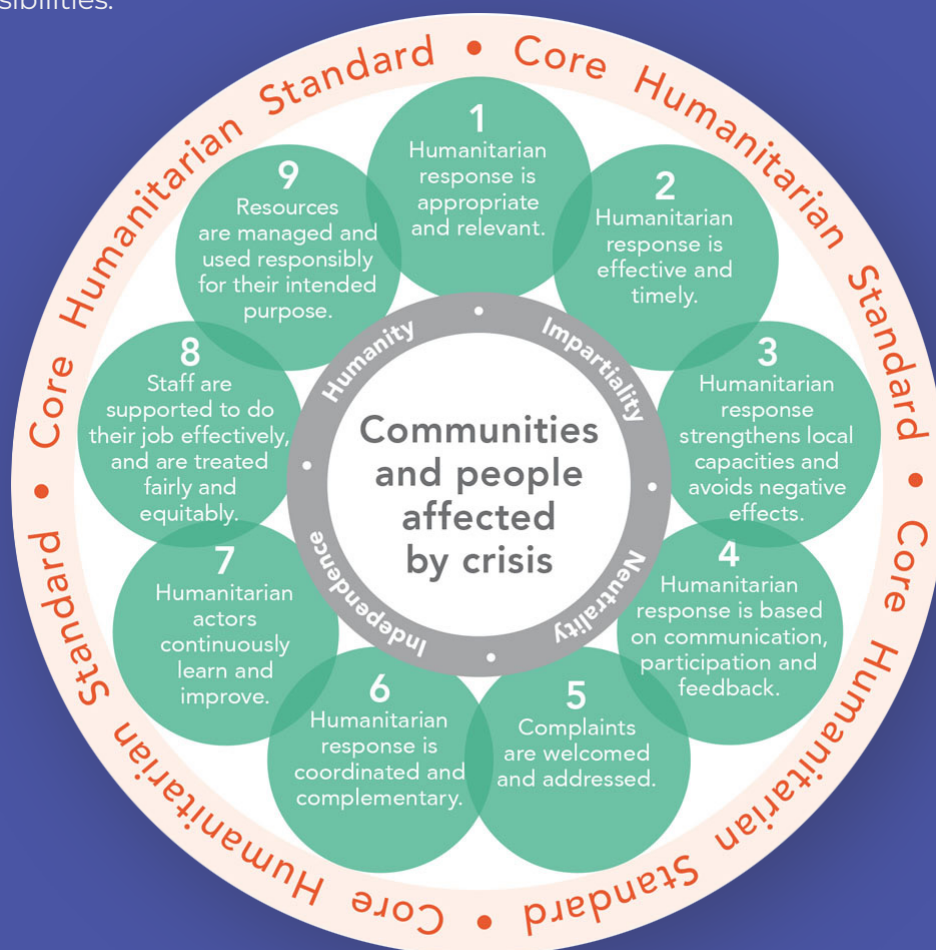 sibilities.
Core Humanitarian Standard • Core Humanitarian Standard • Core Humanitarian Standard • Core Humanitarian Standard •
1
Humanitarian
response is
appropriate
and relevant.
2
Humanitarian
response is
effective and
timely.
3
Humanitarian
response
strengthens local
capacities and
avoids negative
effects.
4
Humanitarian
response is based
on communication,
participation and
feedback.
5
Complaints
are welcomed
and addressed.
6
Humanitarian
response is
coordinated and
complementary.
7
Humanitarian
actors
continuously
learn and
improve.
8
Staff are
supported to do
their job effectively,
and are treated
fairly and
equitably.
9
Resources
are managed and
used responsibly
for their intended
purpose.
Humanity
Impartiality
Neutrality
Independence
Communities
and people
affected
by crisis